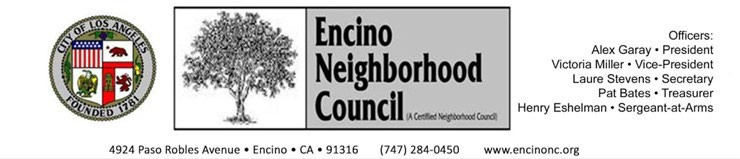 CITY OF LOS ANGELES
FOUNDED 1781
Encino
Neighborhood
Council (A Certified Neighborhood Council)
Officers:
Alex Garay • President
Victoria Miller • Vice-President
Laure Stevens • Secretary
Pat Bates • Treasurer
Henry Eshelman • Sergeant-at-Arms
4924 Paso Robles Avenue • Encino • CA • 91316 (747) 284-0450 www.encinonc.org